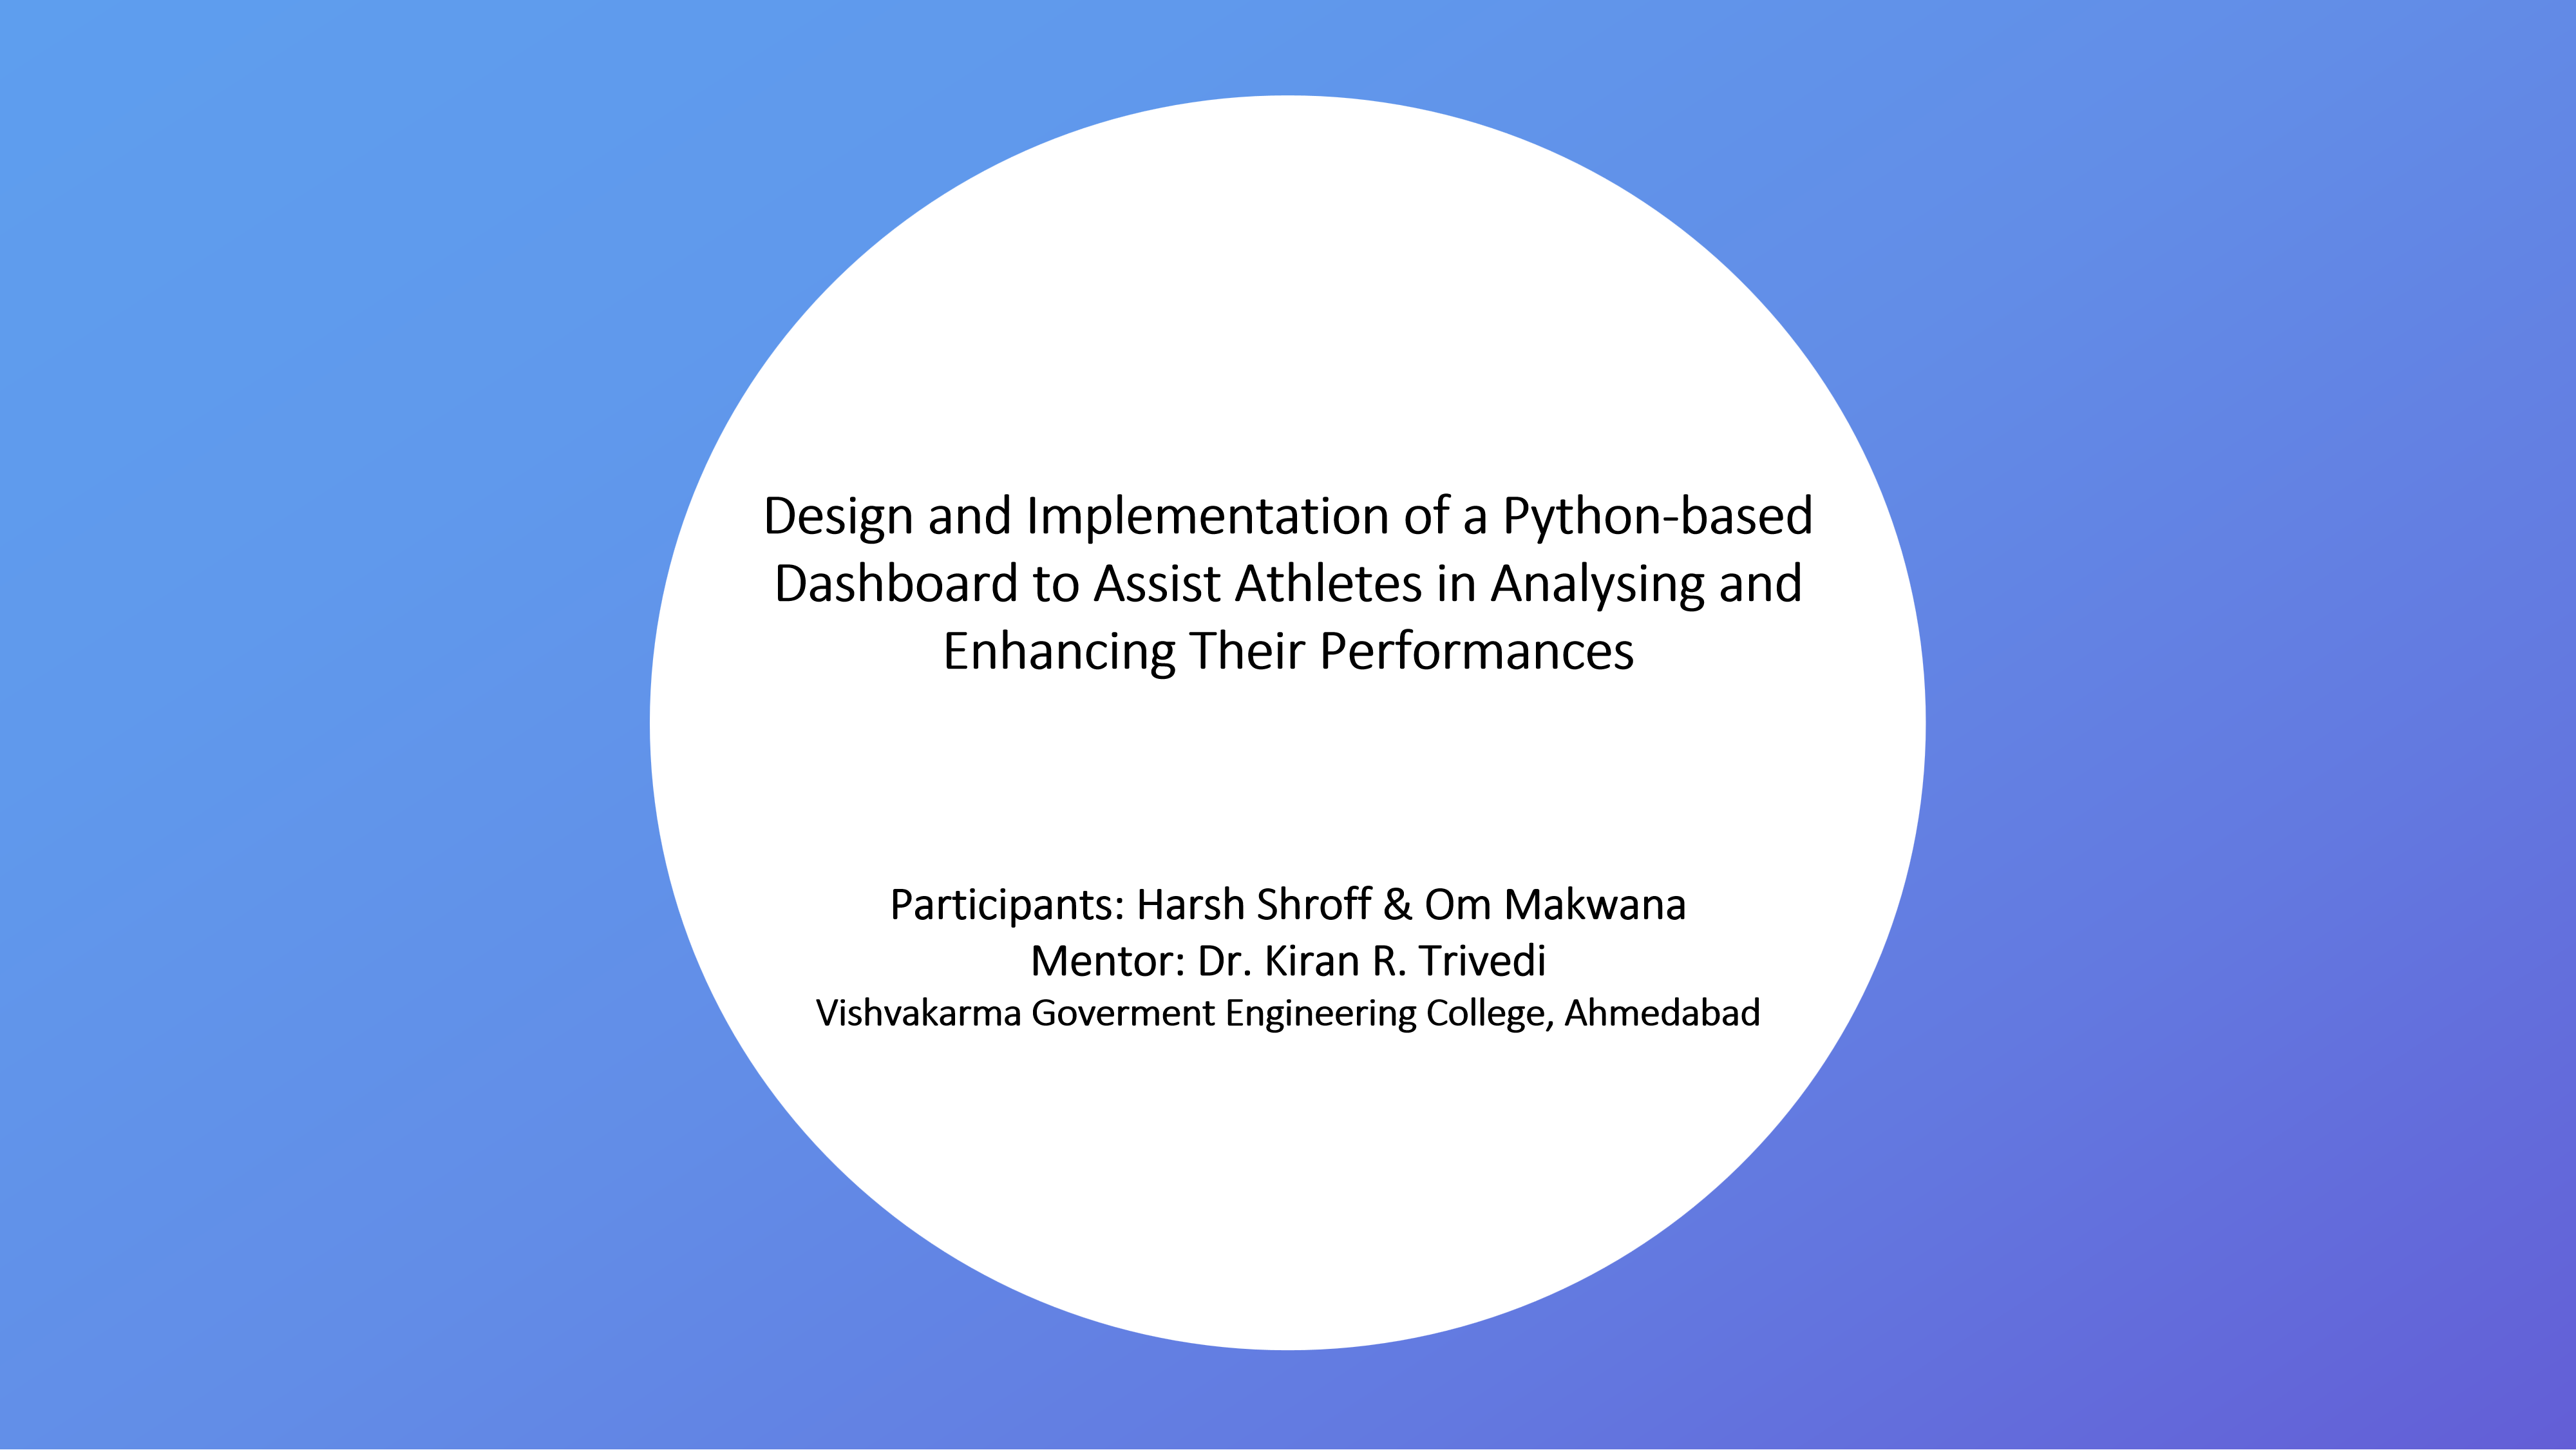 Design and Implementation of a Python-based
Dashboard to Assist Athletes in Analysing and
Enhancing Their Performances
Participants: Harsh Shroff & Om Makwana
Mentor: Dr. Kiran R. Trivedi
Vishvakarma Goverment Engineering College, Ahmedabad